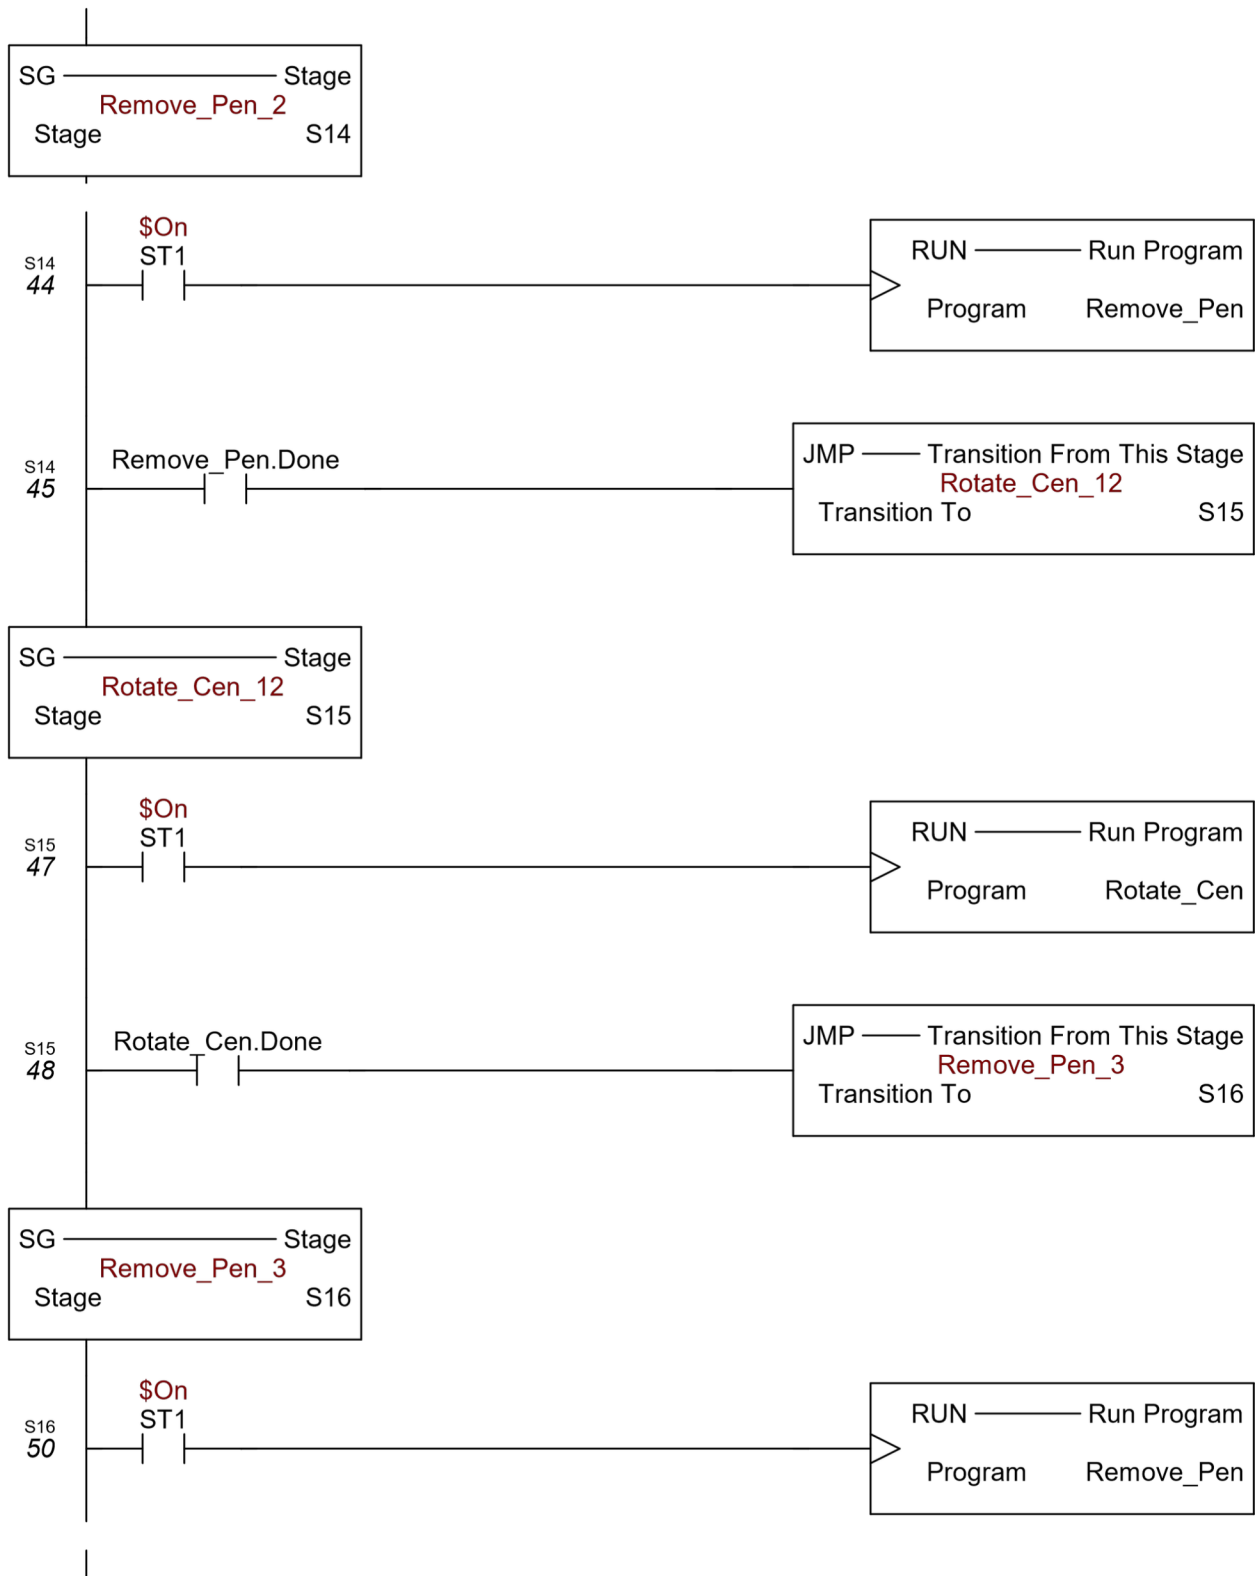 SG Stage
Remove_Pen_2
Stage S14
$On
ST1
S14
44
RUN Run Program
Program Remove_Pen
S14
45
Remove_Pen.Done
JMP Transition From This Stage
Rotate_Cen_12
Transition To S15
SG Stage
Rotate_Cen_12
Stage S15
$On
ST1
S15
47
RUN Run Program
Program Rotate_Cen
S15
48
Rotate_Cen.Done
JMP Transition From This Stage
Remove_Pen_3
Transition To S16
SG Stage
Remove_Pen_3
Stage S16
$On
ST1
S16
50
RUN Run Program
Program Remove_Pen